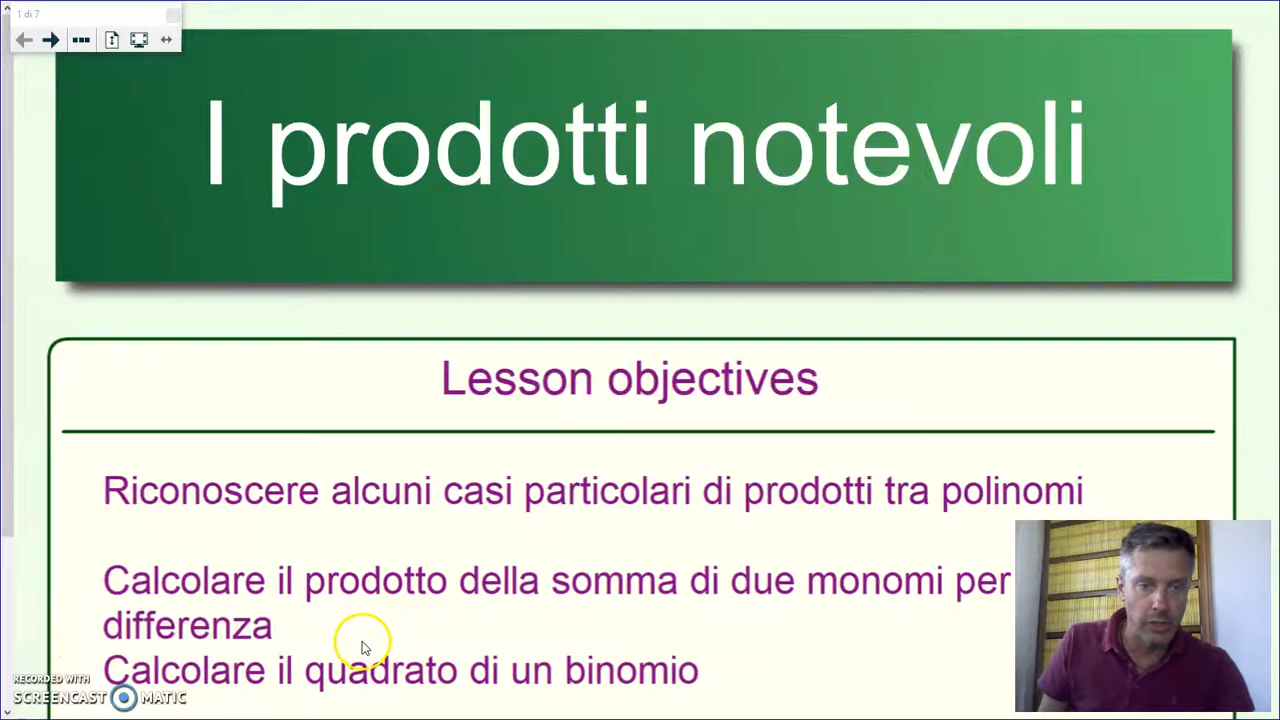 1 di 7
I prodotti notevoli
Lesson objectives
Riconoscere alcuni casi particolari di prodotti tra polinomi
Calcolare il prodotto della somma di due monomi per
differenza
Calcolare il quadrato di un binomio
RECORDED WITH
SCREENCAST MATIC